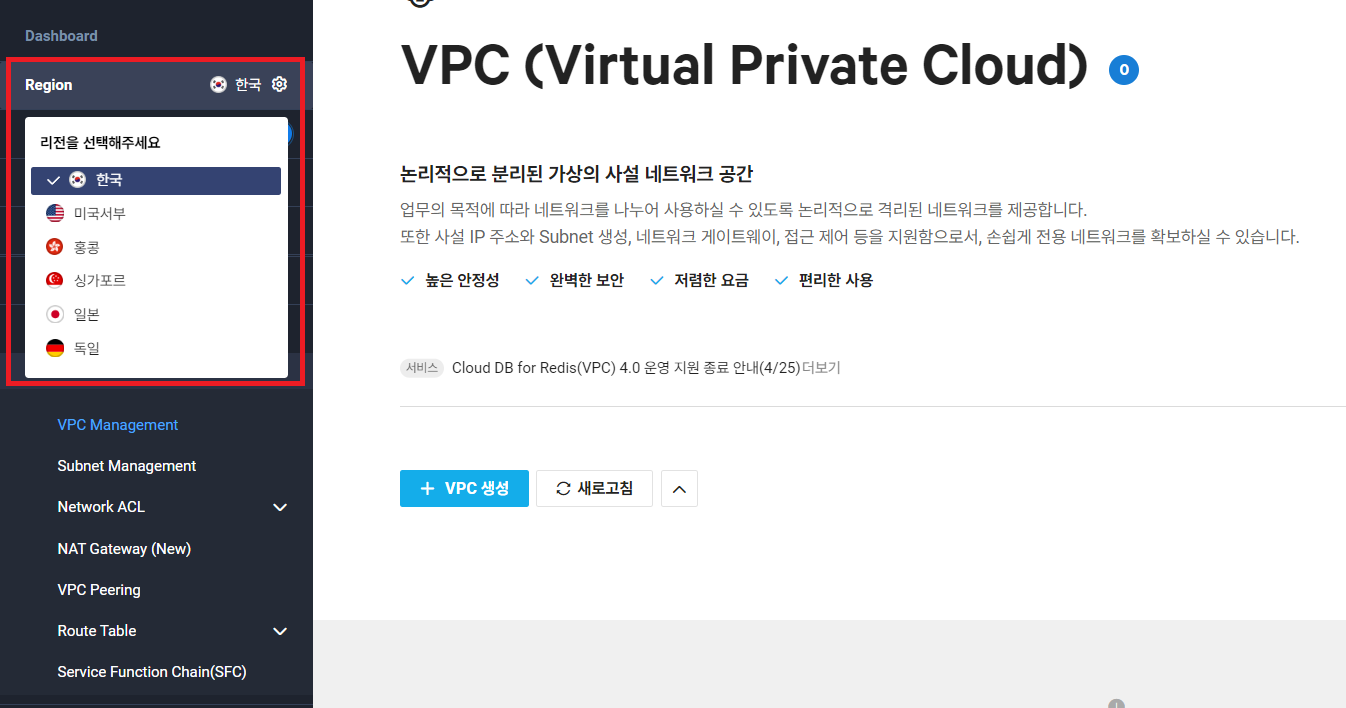 Dashboard
Region 한국
리전을 선택해주세요
한국
미국서부
홍콩
싱가포르
일본
독일
VPC Management
Subnet Management
Network ACL
NAT Gateway (New)
VPC Peering
Route Table
Service Function Chain(SFC)
VPC (Virtual Private Cloud) 0
논리적으로 분리된 가상의 사설 네트워크 공간
업무의 목적에 따라 네트워크를 나누어 사용하실 수 있도록 논리적으로 격리된 네트워크를 제공합니다.
또한 사설 IP 주소와 Subnet 생성, 네트워크 게이트웨이, 접근 제어 등을 지원함으로서, 손쉽게 전용 네트워크를 확보하실 수 있습니다.
높은 안정성 완벽한 보안 저렴한 요금 편리한 사용
서비스 Cloud DB for Redis(VPC) 4.0 운영 지원 종료 안내(4/25)더보기
+ VPC 생성 새로고침